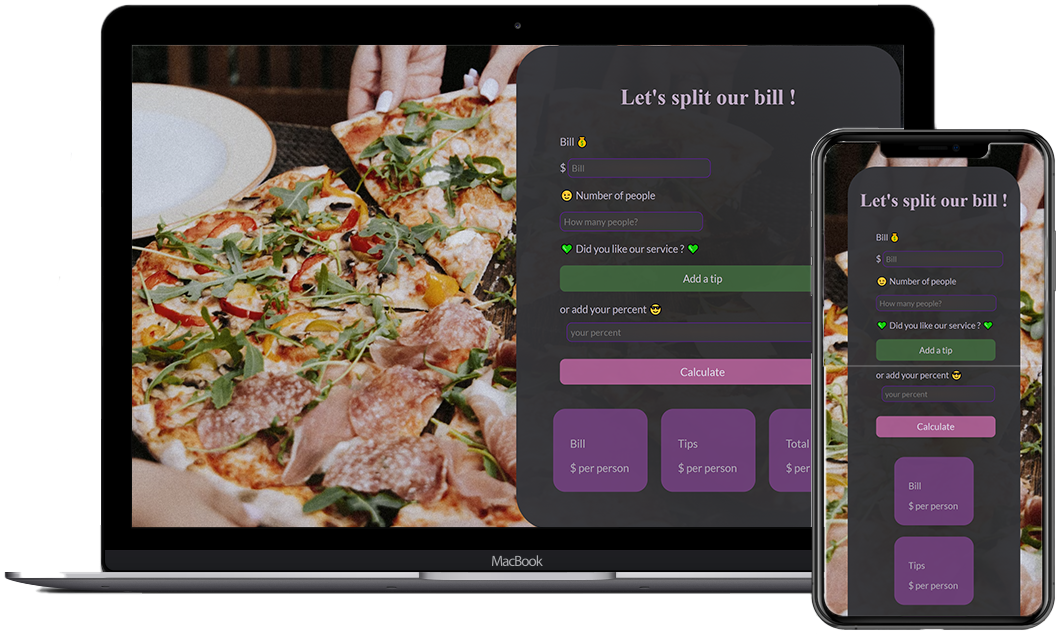 Let's split our bill !
Bill 💰
$ Bill
😉 Number of people
How many people?
💚 Did you like our service ? 💚
Add a tip
or add your percent 😎
your percent
Calculate
Bill
$ per person
Tips
$ per person
Total
$ per
MacBook
Let's split our bill !
Bill 💰
$ Bill
😉 Number of people
How many people?
💚 Did you like our service ? 💚
Add a tip
or add your percent 😎
your percent
Calculate
Bill
$ per person
Tips
$ per person